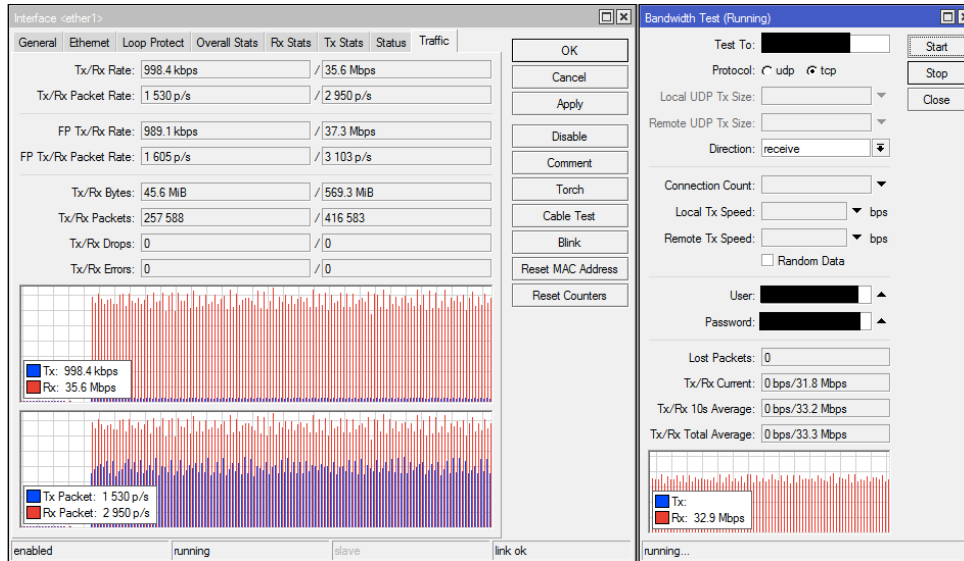 Interface <ether1>
General Ethernet Loop Protect Overall Stats Rx Stats Tx Stats Status Traffic
Tx/Rx Rate: 998.4 kbps / 35.6 Mbps
Tx/Rx Packet Rate: 1 530 p/s / 2 950 p/s
FP Tx/Rx Rate: 989.1 kbps / 37.3 Mbps
FP Tx/Rx Packet Rate: 1 605 p/s / 3 103 p/s
Tx/Rx Bytes: 45.6 MiB / 569.3 MiB
Tx/Rx Packets: 257 588 / 416 583
Tx/Rx Drops: 0 / 0
Tx/Rx Errors: 0 / 0
Tx: 998.4 kbps
Rx: 35.6 Mbps
Tx Packet: 1 530 p/s
Rx Packet: 2 950 p/s
OK
Cancel
Apply
Disable
Comment
Torch
Cable Test
Blink
Reset MAC Address
Reset Counters
enabled running slave link ok
Bandwidth Test (Running)
Test To:
Protocol: udp tcp
Local UDP Tx Size:
Remote UDP Tx Size:
Direction: receive
Connection Count:
Local Tx Speed: bps
Remote Tx Speed: bps
Random Data
User:
Password:
Lost Packets: 0
Tx/Rx Current: 0 bps/31.8 Mbps
Tx/Rx 10s Average: 0 bps/33.2 Mbps
Tx/Rx Total Average: 0 bps/33.3 Mbps
Tx:
Rx: 32.9 Mbps
Start
Stop
Close
running...